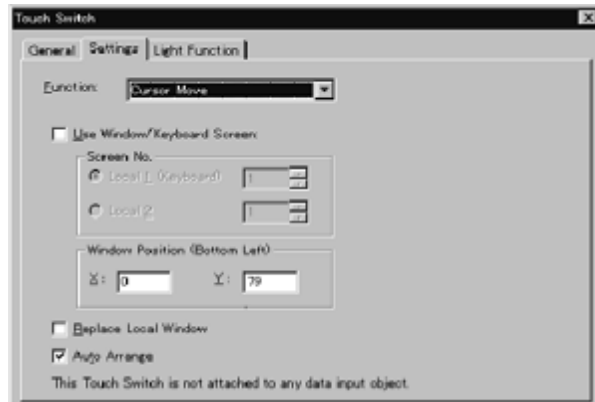 Touch Switch
General Settings Light Function
Function: Cursor Move
Use Window/Keyboard Screen:
Screen No.
Local 1 (Keyboard) 1
Local 2 1
Window Position (Bottom Left)
X: 0 Y: 79
Replace Local Window
Auto Arrange
This Touch Switch is not attached to any data input object.